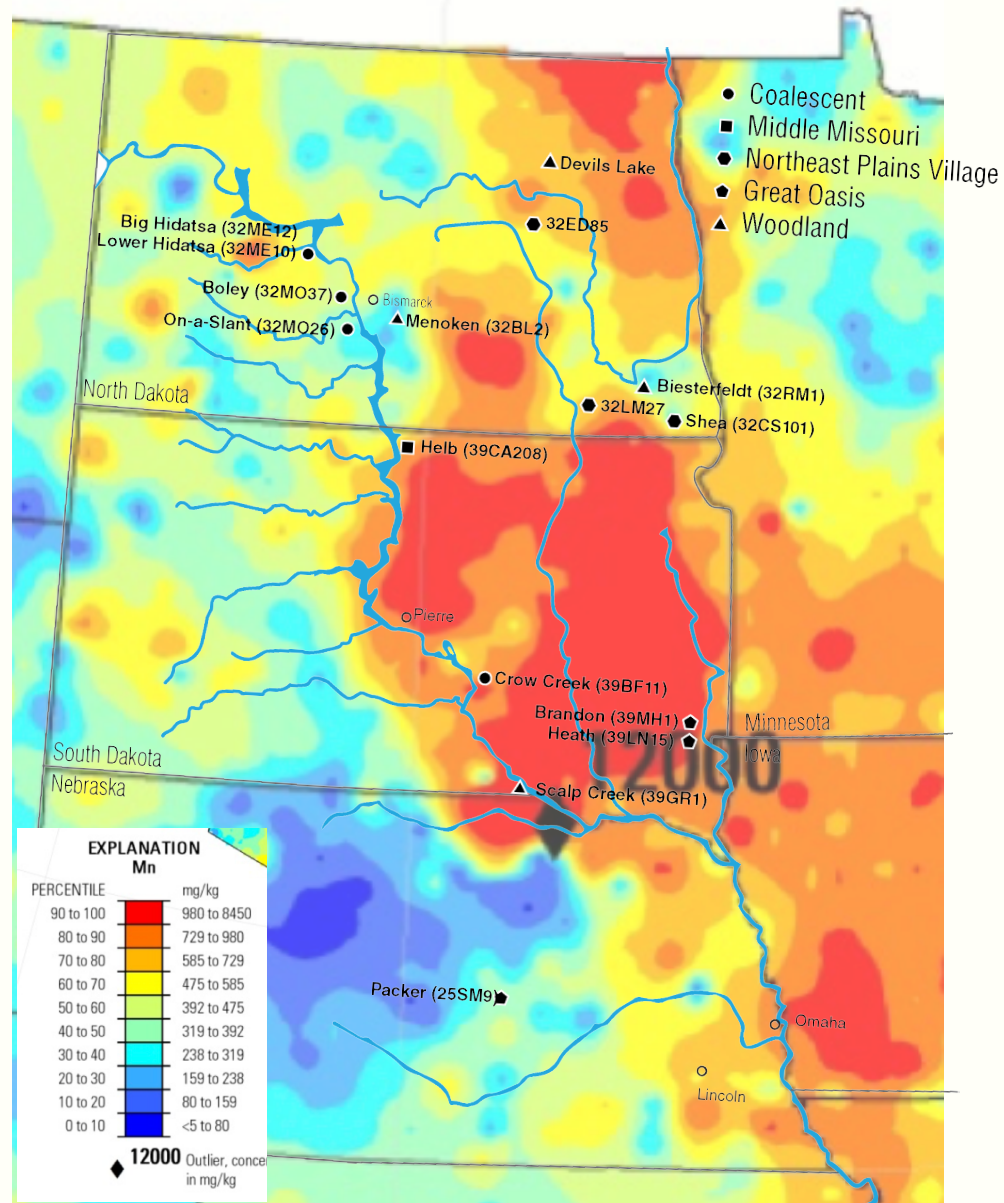 Coalescent
Middle Missouri
Northeast Plains Village
Great Oasis
Woodland
Devils Lake
32ED85
Big Hidatsa (32ME12)
Lower Hidatsa (32ME10)
Boley (32MO37)
Bismarck
On-a-Slant (32MO26)
Menoken (32BL2)
North Dakota
Biesterfeldt (32RM1)
32LM27
Shea (32CS101)
Helb (39CA208)
Pierre
Crow Creek (39BF11)
Brandon (39MH1)
Heath (39LN15)
Minnesota
Iowa
12000
South Dakota
Nebraska
Scalp Creek (39GR1)
Packer (25SM9)
Omaha
Lincoln
EXPLANATION
Mn
PERCENTILE mg/kg
90 to 100 980 to 8450
80 to 90 729 to 980
70 to 80 585 to 729
60 to 70 475 to 585
50 to 60 392 to 475
40 to 50 319 to 392
30 to 40 238 to 319
20 to 30 159 to 238
10 to 20 80 to 159
0 to 10 <5 to 80
12000 Outlier, conce
in mg/kg